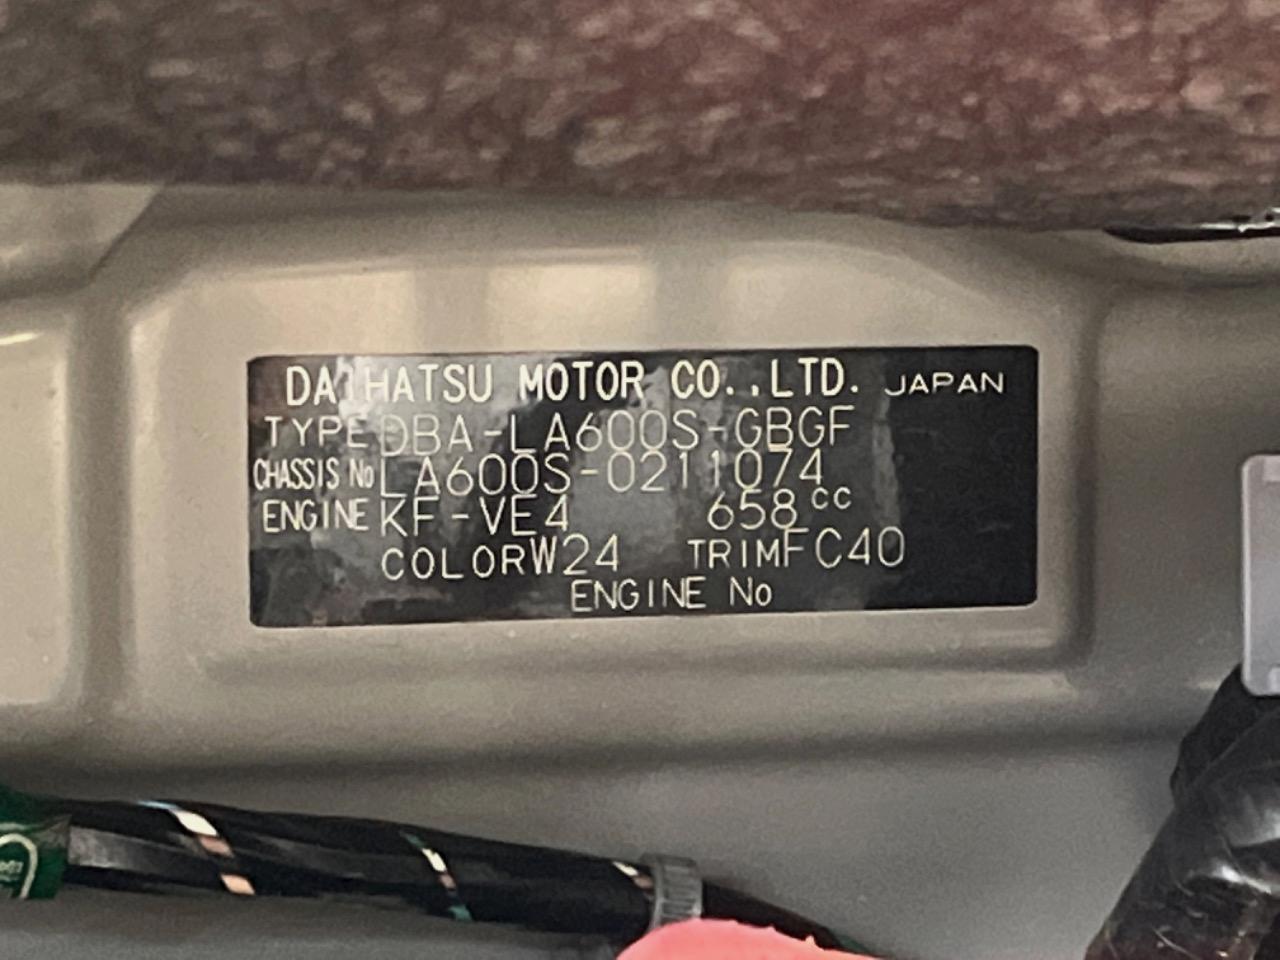 DAIHATSU MOTOR CO.,LTD. JAPAN
TYPE DBA-LA600S-GBGF
CHASSIS No LA600S-0211074
ENGINE KF-VE4 658cc
COLOR W24 TRIM FC40
ENGINE No